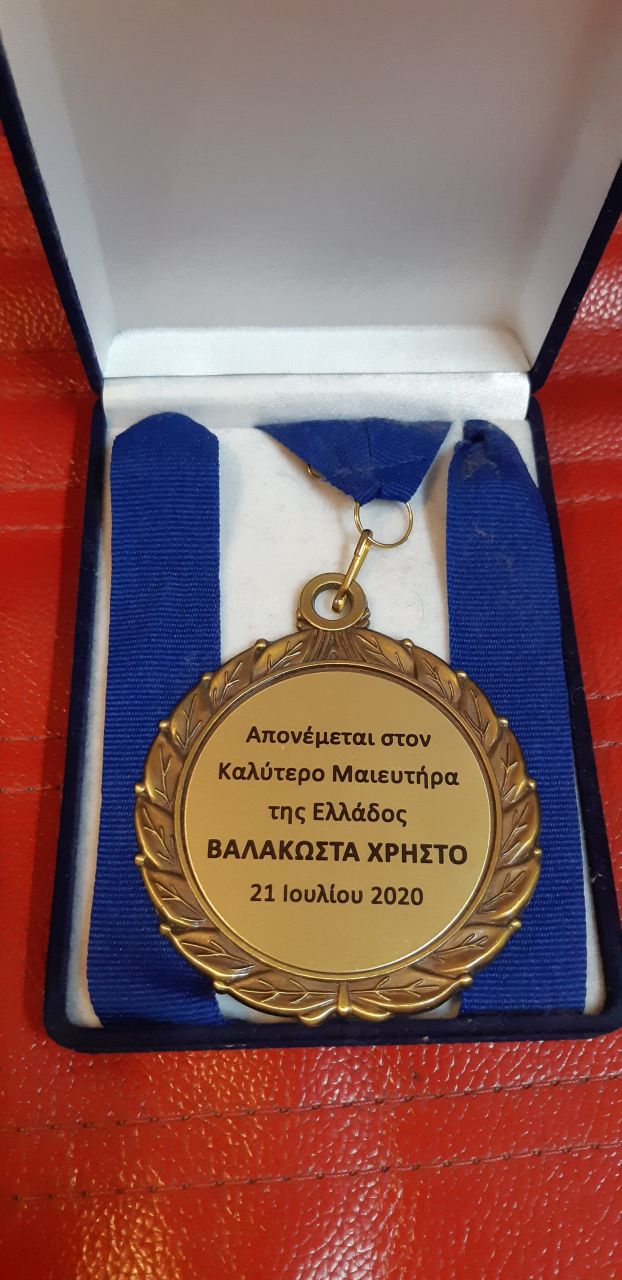 Απονέμεται στον
Καλύτερο Μαιευτήρα
της Ελλάδος
ΒΑΛΑΚΩΣΤΑ ΧΡΗΣΤΟ
21 Ιουλίου 2020